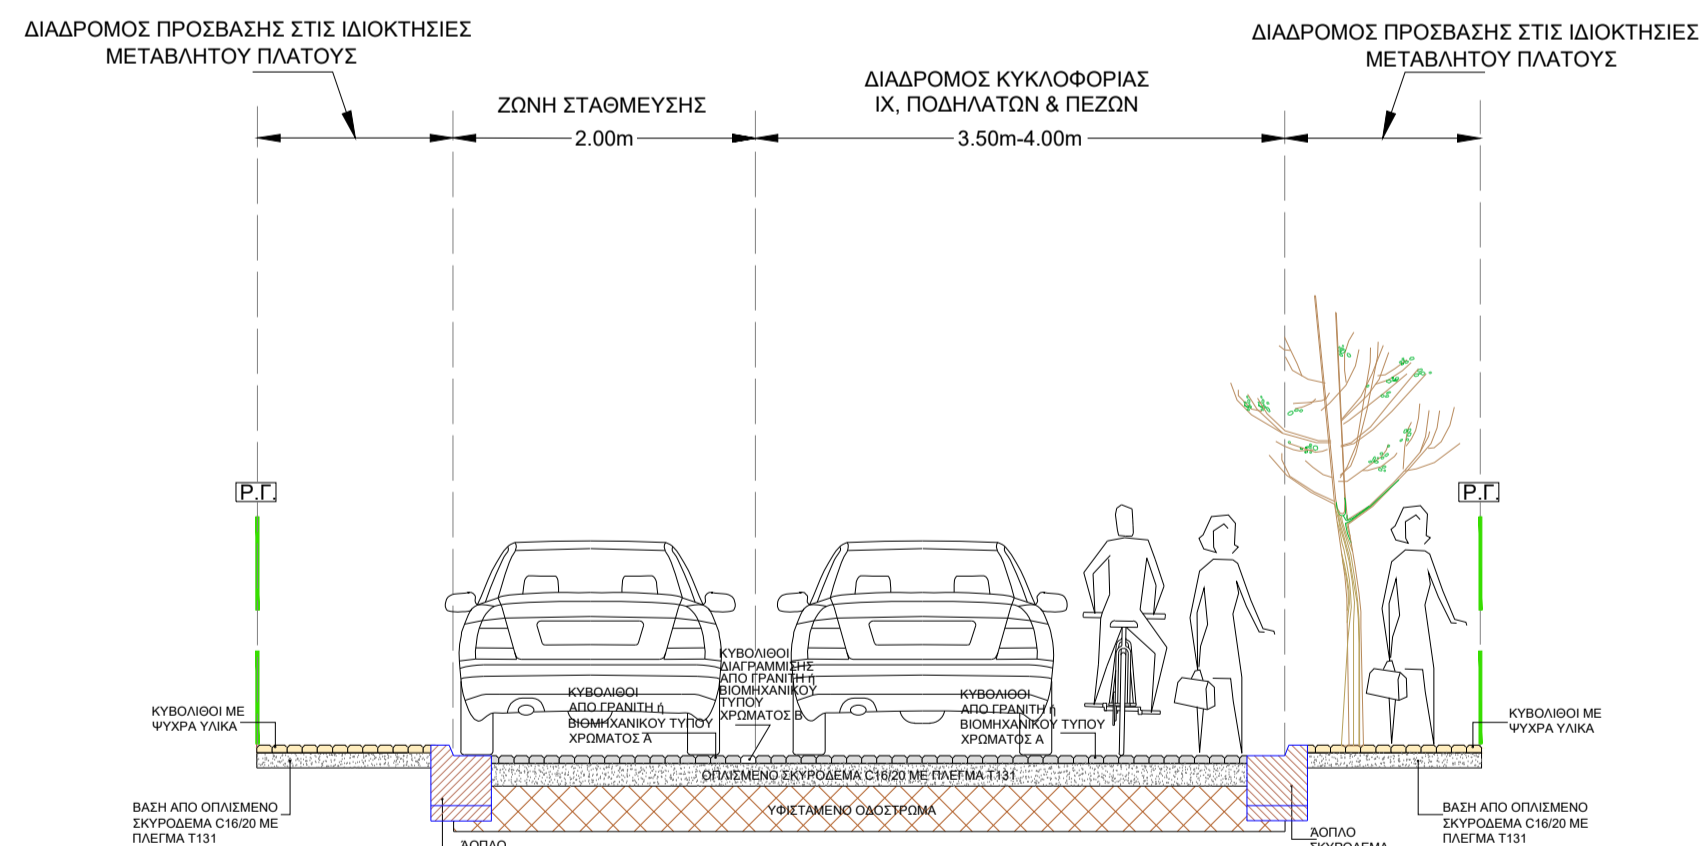 ΔΙΑΔΡΟΜΟΣ ΠΡΟΣΒΑΣΗΣ ΣΤΙΣ ΙΔΙΟΚΤΗΣΙΕΣ
ΜΕΤΑΒΛΗΤΟΥ ΠΛΑΤΟΥΣ
ΖΩΝΗ ΣΤΑΘΜΕΥΣΗΣ
2.00m
ΔΙΑΔΡΟΜΟΣ ΚΥΚΛΟΦΟΡΙΑΣ
ΙΧ, ΠΟΔΗΛΑΤΩΝ & ΠΕΖΩΝ
3.50m-4.00m
ΔΙΑΔΡΟΜΟΣ ΠΡΟΣΒΑΣΗΣ ΣΤΙΣ ΙΔΙΟΚΤΗΣΙΕΣ
ΜΕΤΑΒΛΗΤΟΥ ΠΛΑΤΟΥΣ
Ρ.Γ.
Ρ.Γ.
ΚΥΒΟΛΙΘΟΙ ΜΕ
ΨΥΧΡΑ ΥΛΙΚΑ
ΚΥΒΟΛΙΘΟΙ
ΑΠΟ ΓΡΑΝΙΤΗ ή
ΒΙΟΜΗΧΑΝΙΚΟΥ ΤΥΠΟΥ
ΧΡΩΜΑΤΟΣ Α
ΚΥΒΟΛΙΘΟΙ
ΔΙΑΓΡΑΜΜΙΣΗΣ
ΑΠΟ ΓΡΑΝΙΤΗ ή
ΒΙΟΜΗΧΑΝΙΚΟΥ
ΤΥΠΟΥ
ΧΡΩΜΑΤΟΣ Β
ΚΥΒΟΛΙΘΟΙ
ΑΠΟ ΓΡΑΝΙΤΗ ή
ΒΙΟΜΗΧΑΝΙΚΟΥ ΤΥΠΟΥ
ΧΡΩΜΑΤΟΣ Α
ΚΥΒΟΛΙΘΟΙ ΜΕ
ΨΥΧΡΑ ΥΛΙΚΑ
ΟΠΛΙΣΜΕΝΟ ΣΚΥΡΟΔΕΜΑ C16/20 ΜΕ ΠΛΕΓΜΑ Τ131
ΥΦΙΣΤΑΜΕΝΟ ΟΔΟΣΤΡΩΜΑ
ΒΑΣΗ ΑΠΟ ΟΠΛΙΣΜΕΝΟ
ΣΚΥΡΟΔΕΜΑ C16/20 ΜΕ
ΠΛΕΓΜΑ Τ131
ΆΟΠΛΟ
ΆΟΠΛΟ
ΣΚΥΡΟΔΕΜΑ
ΒΑΣΗ ΑΠΟ ΟΠΛΙΣΜΕΝΟ
ΣΚΥΡΟΔΕΜΑ C16/20 ΜΕ
ΠΛΕΓΜΑ Τ131